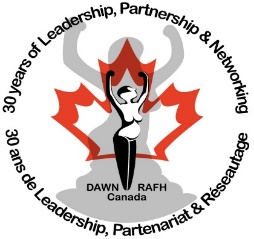 30 years of Leadership, Partnership & Networking
DAWN RAFH
Canada
30 ans de Leadership, Partenariat & Réseautage